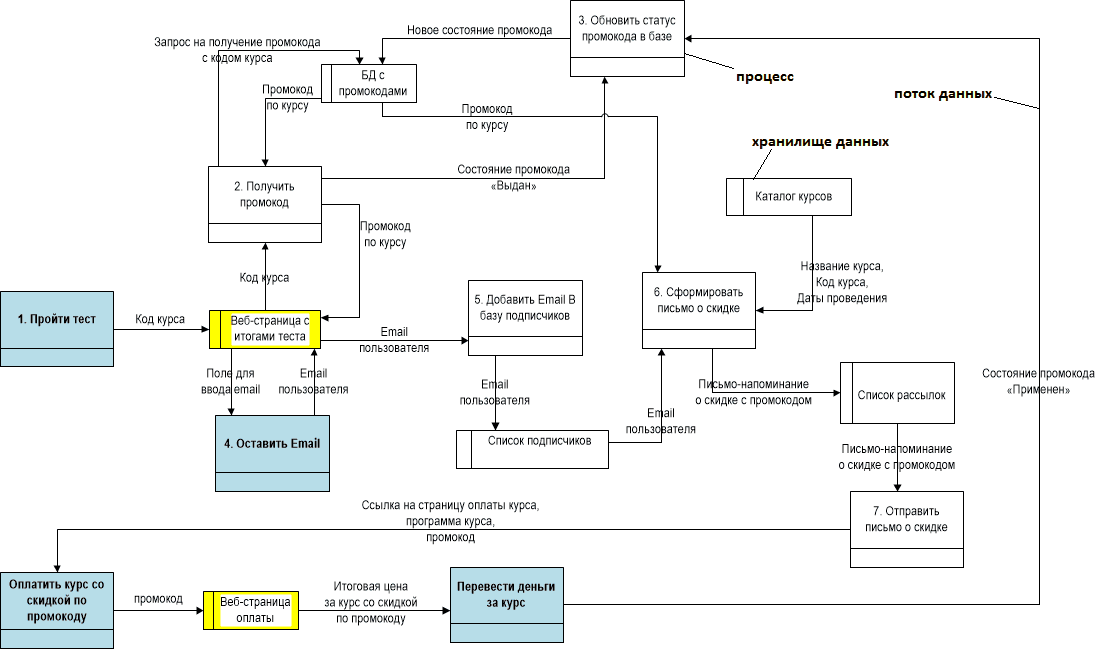 3. Обновить статус
промокода в базе
Новое состояние промокода
Запрос на получение промокода
с кодом курса
процесс
БД с
промокодами
поток данных
Промокод
по курсу
Промокод
по курсу
хранилище данных
Состояние промокода
«Выдан»
2. Получить
промокод
Каталог курсов
Промокод
по курсу
Название курса,
Код курса,
Даты проведения
Код курса
5. Добавить Email В
базу подписчиков
6. Сформировать
письмо о скидке
1. Пройти тест
Код курса
Веб-страница с
итогами теста
Email
пользователя
Поле для
ввода email
Email
пользователя
Email
пользователя
Письмо-напоминание
о скидке с промокодом
Состояние промокода
«Применен»
Список рассылок
Email
пользователя
4. Оставить Email
Список подписчиков
Письмо-напоминание
о скидке с промокодом
Ссылка на страницу оплаты курса,
программа курса,
промокод
7. Отправить
письмо о скидке
Оплатить курс со
скидкой по
промокоду
промокод
Веб-страница
оплаты
Итоговая цена
за курс со скидкой
по промокоду
Перевести деньги
за курс